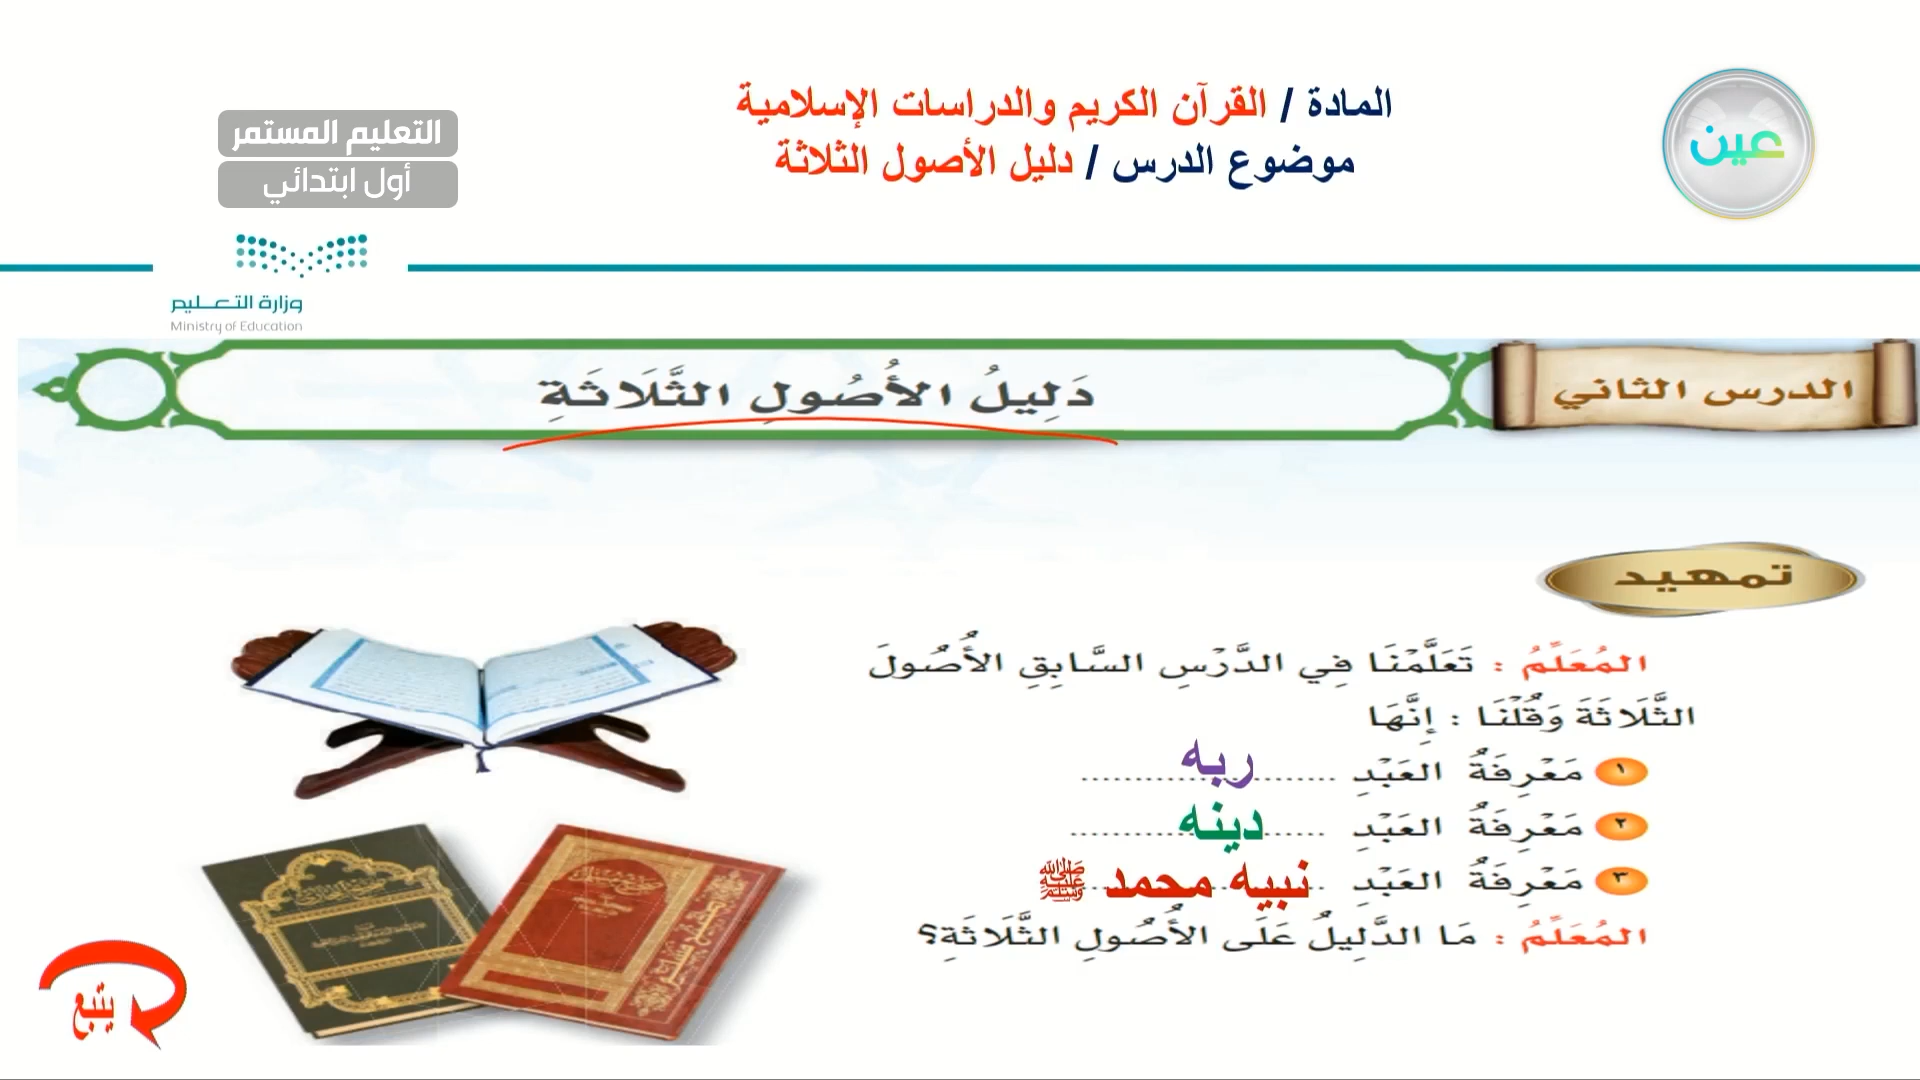 المادة / القرآن الكريم والدراسات الإسلامية
موضوع الدرس / دليل الأصول الثلاثة
عين
التعليم المستمر
أول ابتدائي
وزارة التعليم
Ministry of Education
الدرس الثاني
دَلِيلُ الأُصُولِ الثَّلَاثَةِ
تمهيد
المُعَلِّمُ : تَعَلَّمْنَا فِي الدَّرْسِ السَّابِقِ الأُصُولَ
الثَّلَاثَةَ وَقُلْنَا : إِنَّهَا
١ مَعْرِفَةُ العَبْدِ ربه
٢ مَعْرِفَةُ العَبْدِ دينه
٣ مَعْرِفَةُ العَبْدِ نبيه محمد ﷺ
المُعَلِّمُ : مَا الدَّلِيلُ عَلَى الأُصُولِ الثَّلَاثَةِ؟
يتبع